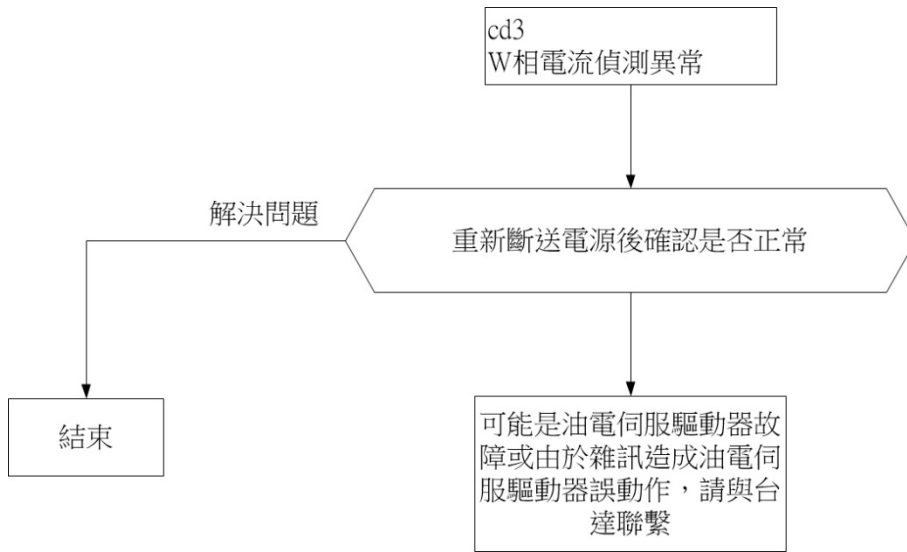 cd3
W相電流偵測異常
解決問題
重新斷送電源後確認是否正常
結束
可能是油電伺服驅動器故
障或由於雜訊造成油電伺
服驅動器誤動作，請與台
達聯繫